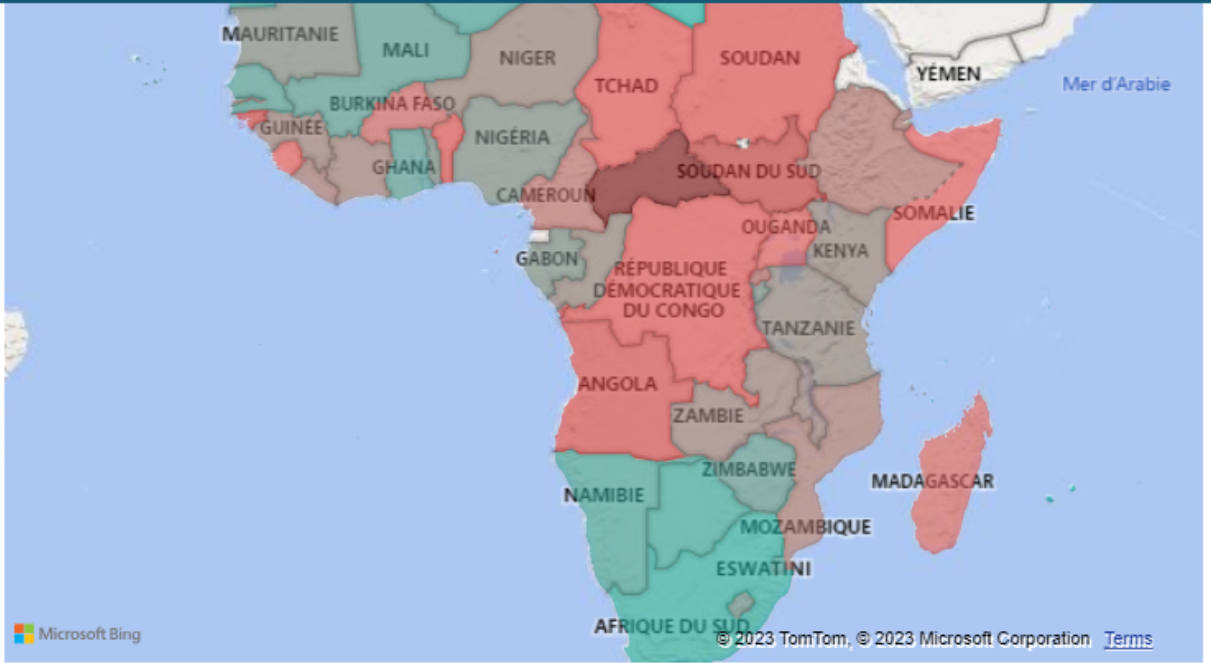 MAURITANIE
MALI
NIGER
TCHAD
SOUDAN
YÉMEN
Mer d'Arabie
BURKINA FASO
GUINÉE
GHANA
NIGÉRIA
CAMEROUN
SOUDAN DU SUD
SOMALIE
OUGANDA
KENYA
GABON
RÉPUBLIQUE
DÉMOCRATIQUE
DU CONGO
TANZANIE
ANGOLA
ZAMBIE
ZIMBABWE
NAMIBIE
MADAGASCAR
MOZAMBIQUE
ESWATINI
AFRIQUE DU SUD
Microsoft Bing
© 2023 TomTom, © 2023 Microsoft Corporation Terms